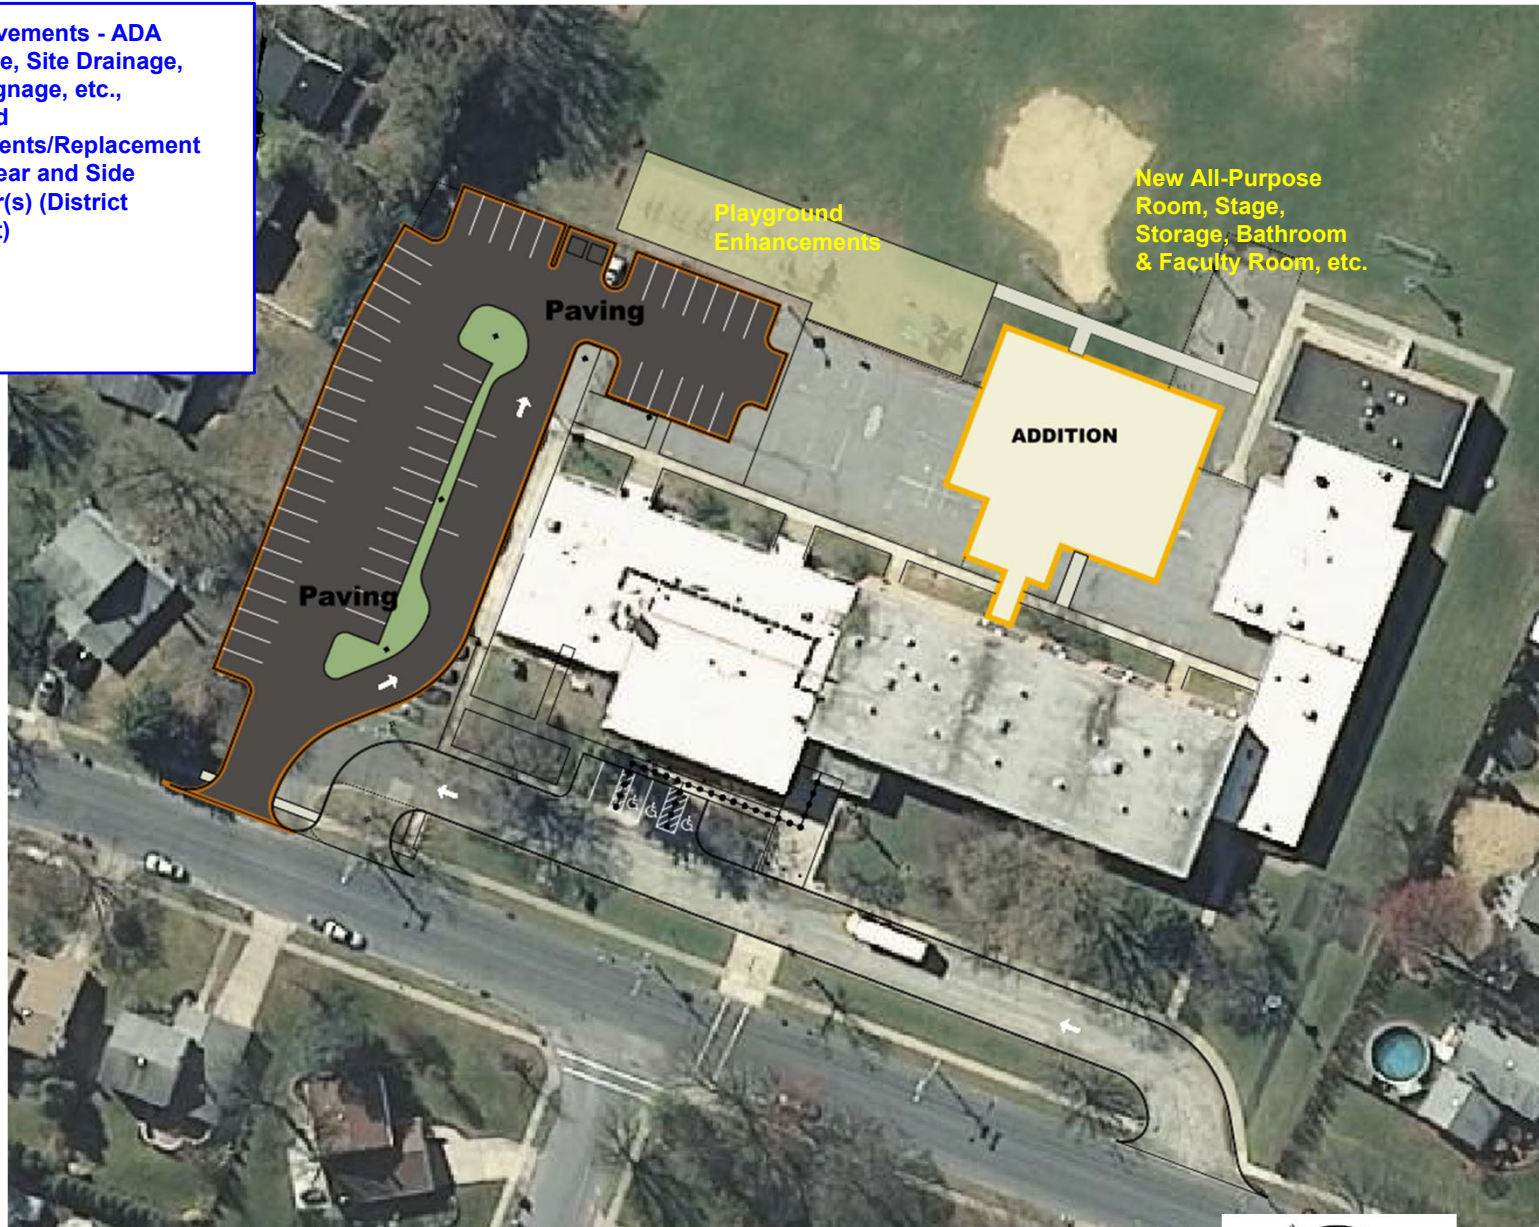 vements - ADA
e, Site Drainage,
gnage, etc.,
d
ents/Replacement
ear and Side
r(s) (District
t)
Playground
Enhancements
New All-Purpose
Room, Stage,
Storage, Bathroom
& Faculty Room, etc.
Paving
ADDITION
Paving